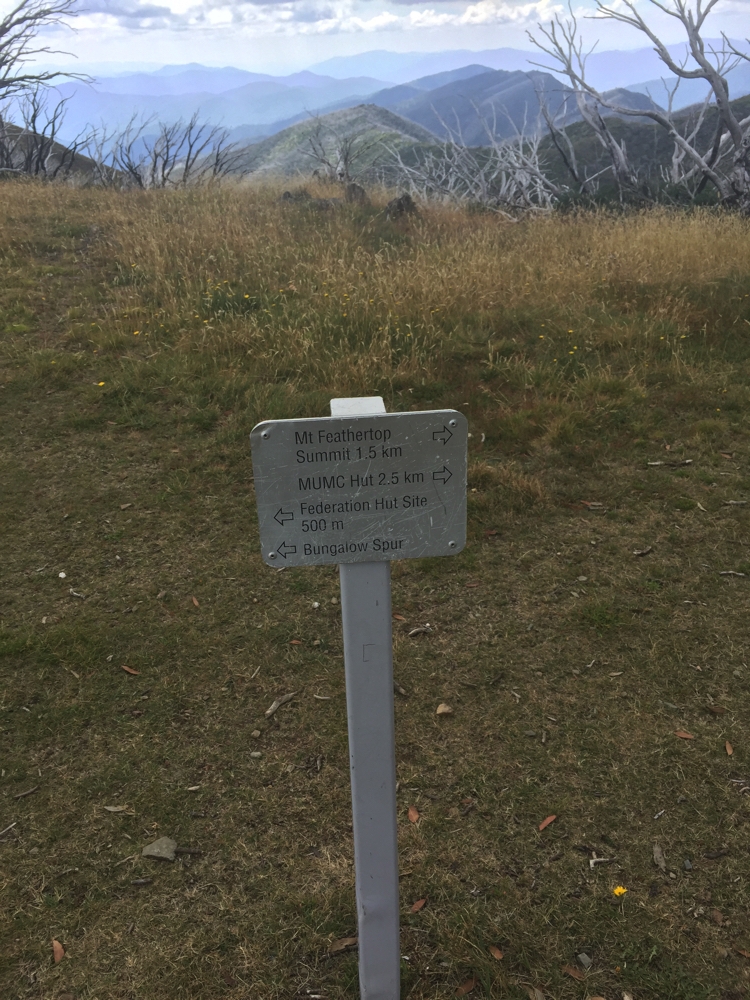 Mt Feathertop
Summit 1.5 km
MUMC Hut 2.5 km
Federation Hut Site
500 m
Bungalow Spur